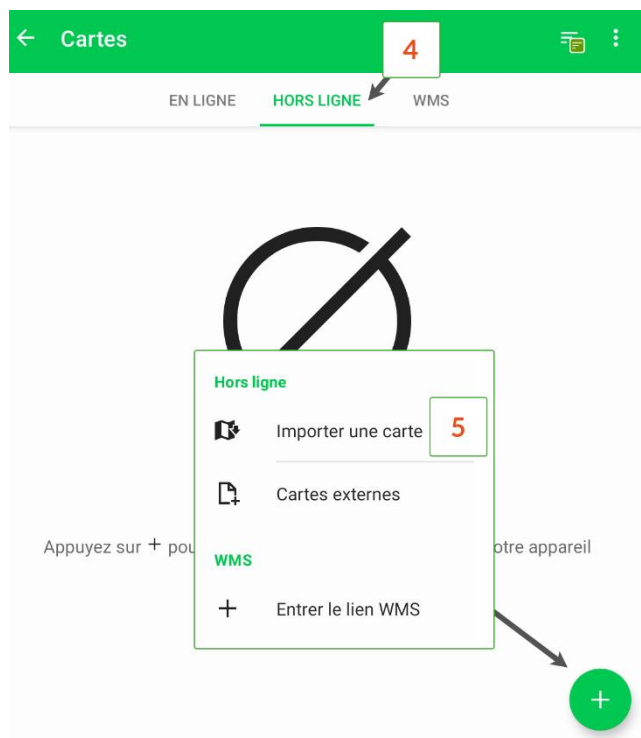 Cartes
4
EN LIGNE HORS LIGNE WMS
Hors ligne
Importer une carte 5
Cartes externes
Appuyez sur + pou otre appareil
WMS
+ Entrer le lien WMS
+